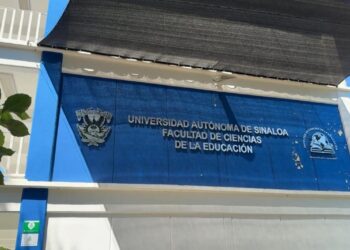 UNIVERSIDAD AUTÓNOMA DE SINALOA
FACULTAD DE CIENCIAS
DE LA EDUCACIÓN